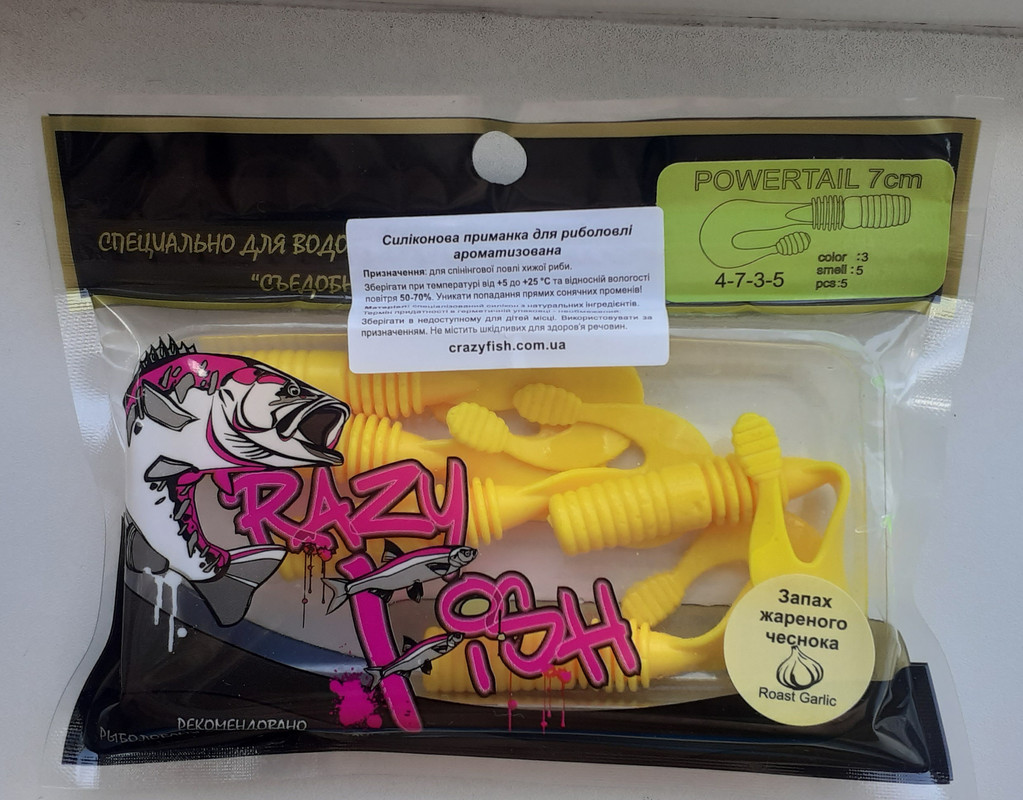 POWERTAIL 7cm
4-7-3-5
color :3
smell :5
pcs:5
СПЕЦИАЛЬНО ДЛЯ
Силіконова приманка для риболовлі
ароматизована
Призначення: для спінінгової ловлі хижої риби.
Зберігати при температурі від +5 до +25 °С та відносній вологості
повітря 50-70%. Уникати попадання прямих сонячних променів!
Зберігати в недоступному для дітей місці. Використовувати за
призначенням. Не містить шкідливих для здоров'я речовин.
crazyfish.com.ua
CRAZY
FISH
Запах
жареного
чеснока
Roast Garlic
РЕКОМЕНДОВАНО